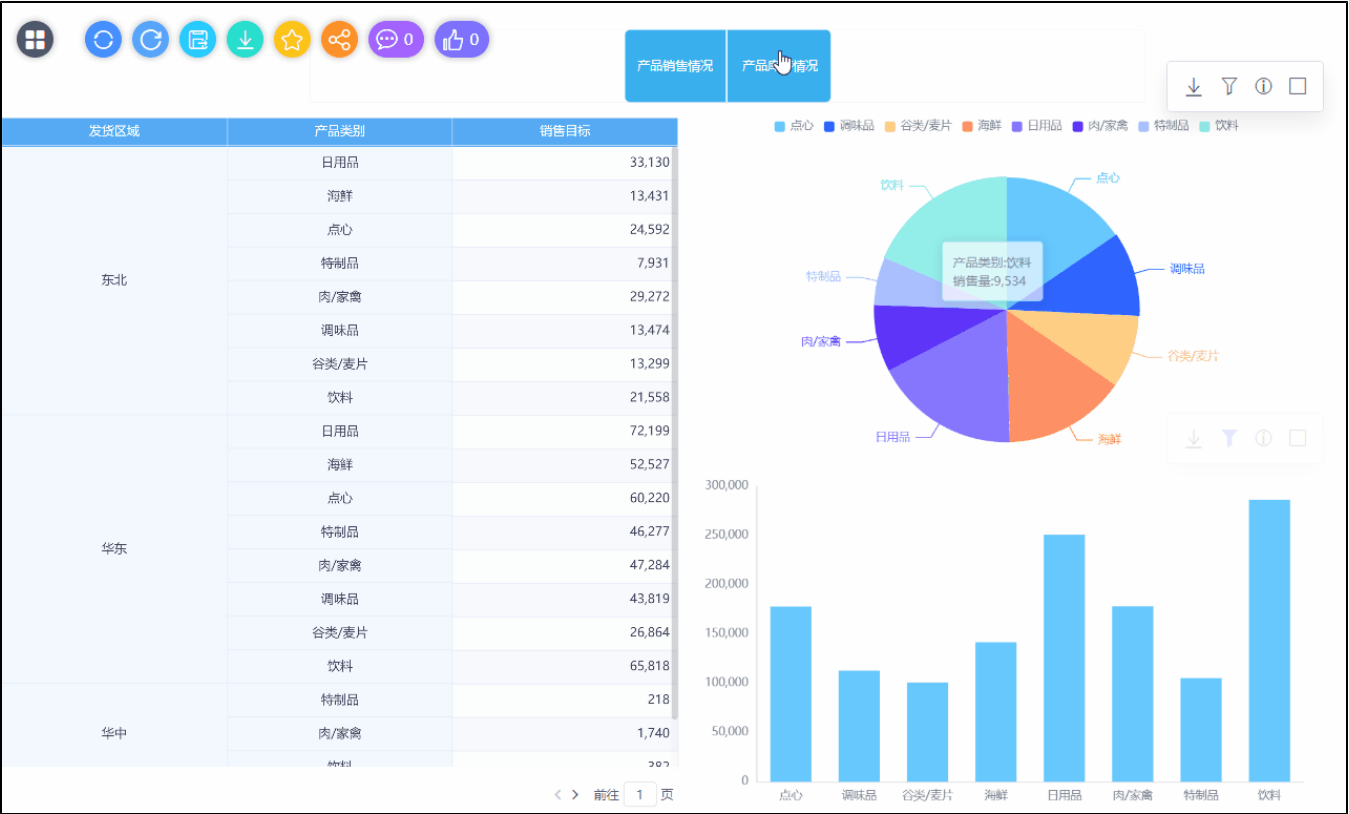 0
0
产品销售情况
产品 情况
发货区域 产品类别 销售目标
东北
日用品 33,130
海鲜 13,431
点心 24,592
特制品 7,931
肉/家禽 29,272
调味品 13,474
谷类/麦片 13,299
饮料 21,558
华东
日用品 72,199
海鲜 52,527
点心 60,220
特制品 46,277
肉/家禽 47,284
调味品 43,819
谷类/麦片 26,864
饮料 65,818
华中
特制品 218
肉/家禽 1,740
饮料 382
前往 1 页
点心 调味品 谷类/麦片 海鲜 日用品 肉/家禽 特制品 饮料
饮料
点心
特制品
调味品
肉/家禽
谷类/麦片
日用品
海鲜
产品类别:饮料
销售量:9,534
300,000
250,000
200,000
150,000
100,000
50,000
0
点心 调味品 谷类/麦片 海鲜 日用品 肉/家禽 特制品 饮料